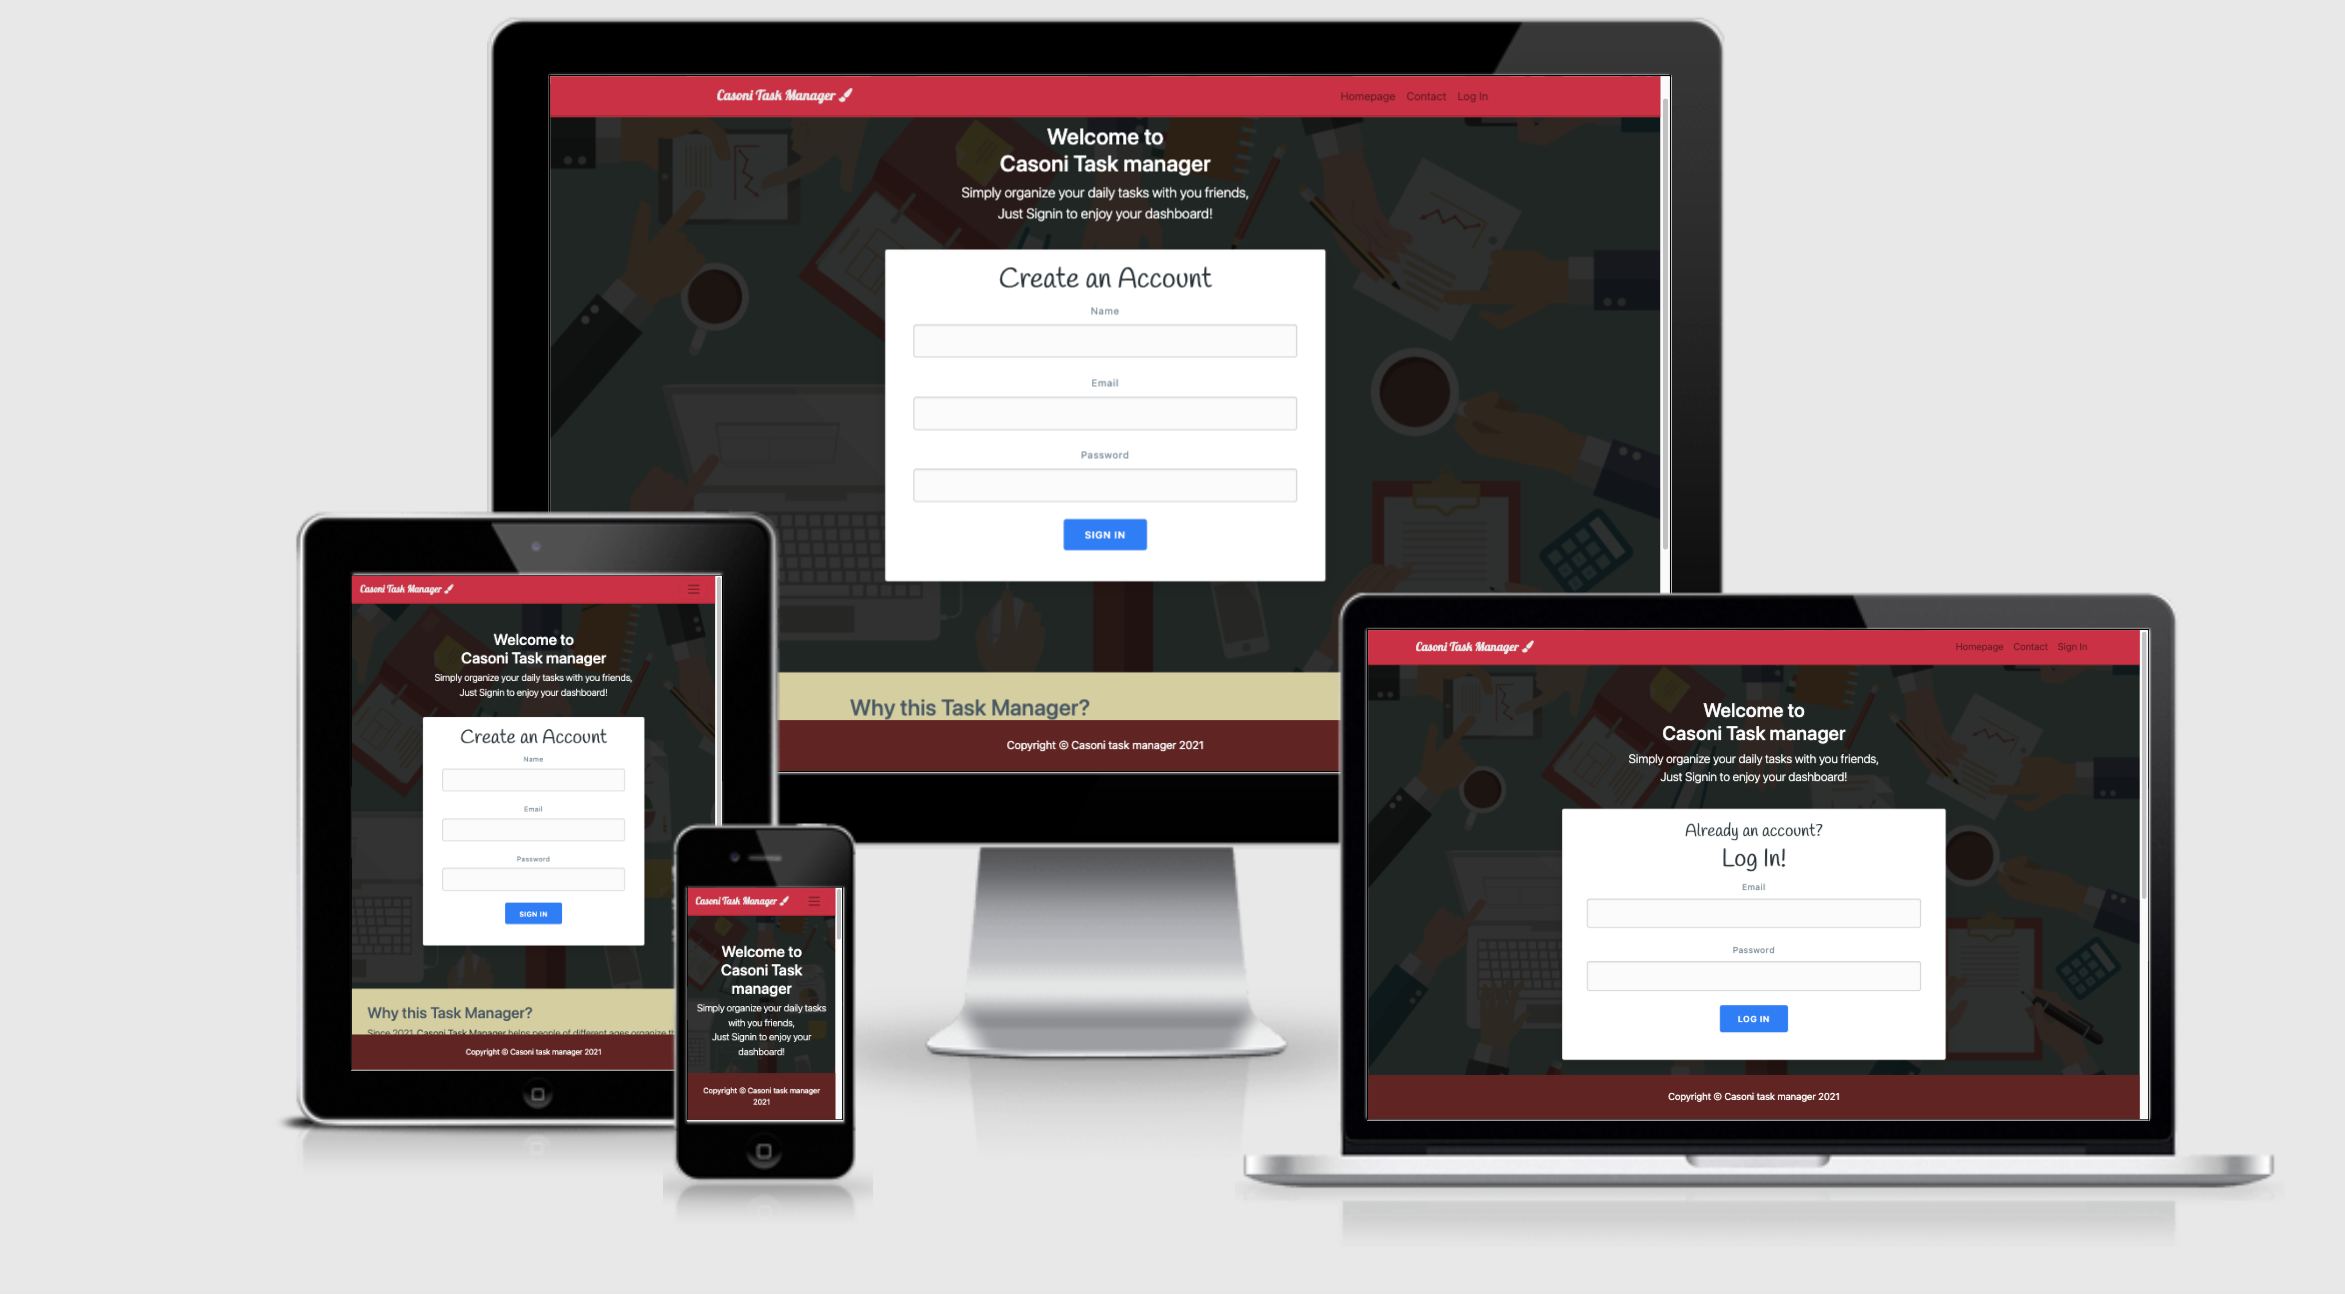 Casoni Task Manager
Homepage Contact Log In
Welcome to
Casoni Task manager
Simply organize your daily tasks with you friends,
Just Signin to enjoy your dashboard!
Create an Account
Name
Email
Password
SIGN IN
Why this Task Manager?
Copyright © Casoni task manager 2021
Casoni Task Manager
Welcome to
Casoni Task manager
Simply organize your daily tasks with you friends,
Just Signin to enjoy your dashboard!
Create an Account
Name
Email
Password
SIGN IN
Why this Task Manager?
Since 2021, Casoni Task Manager helps people of different ages organize
Copyright © Casoni task manager 2021
Casoni Task Manager
Welcome to
Casoni Task
manager
Simply organize your daily tasks
with you friends,
Just Signin to enjoy your
dashboard!
Copyright © Casoni task manager
2021
Casoni Task Manager
Homepage Contact Sign In
Welcome to
Casoni Task manager
Simply organize your daily tasks with you friends,
Just Signin to enjoy your dashboard!
Already an account?
Log In!
Email
Password
LOG IN
Copyright © Casoni task manager 2021